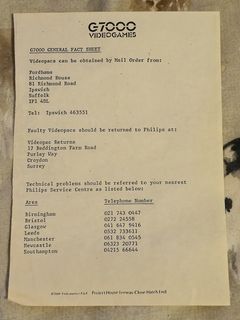 G7000
VIDEOGAMES
G7000 GENERAL FACT SHEET
Videopacs can be obtained by Mail Order from:
Fordhams
Richmond House
81 Richmond Road
Ipswich
Suffolk
IP1 4DL
Tel: Ipswich 463551
Faulty Videopacs should be returned to Philips at:
Videopac Returns
17 Beddington Farm Road
Purley Way
Croydon
Surrey
Technical problems should be referred to your nearest
Philips Service Centre as listed below:
Area Telephone Number
Birmingham 021 743 0447
Bristol 0272 24558
Glasgow 041 647 9416
Leeds 0532 733611
Manchester 061 834 0545
Newcastle 06323 20771
Southampton 04215 66644